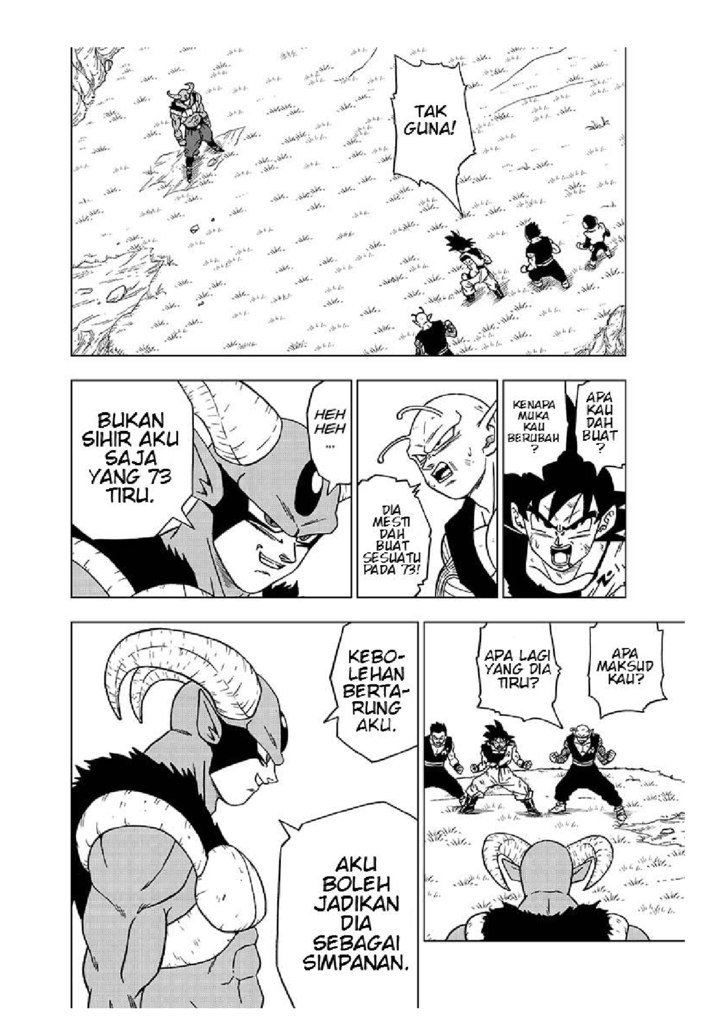 TAK
GUNA!
APA
KAU
DAH
BUAT
?
KENAPA
MUKA
KAU
BERUBAH
?
DIA
MESTI
DAH
BUAT
SESUATU
PADA 73!
HEH
HEH
...
BUKAN
SIHIR AKU
SAJA
YANG 73
TIRU.
APA
MAKSUD
KAU?
APA LAGI
YANG DIA
TIRU?
KEBO-
LEHAN
BERTA-
RUNG
AKU.
AKU
BOLEH
JADIKAN
DIA
SEBAGAI
SIMPANAN.